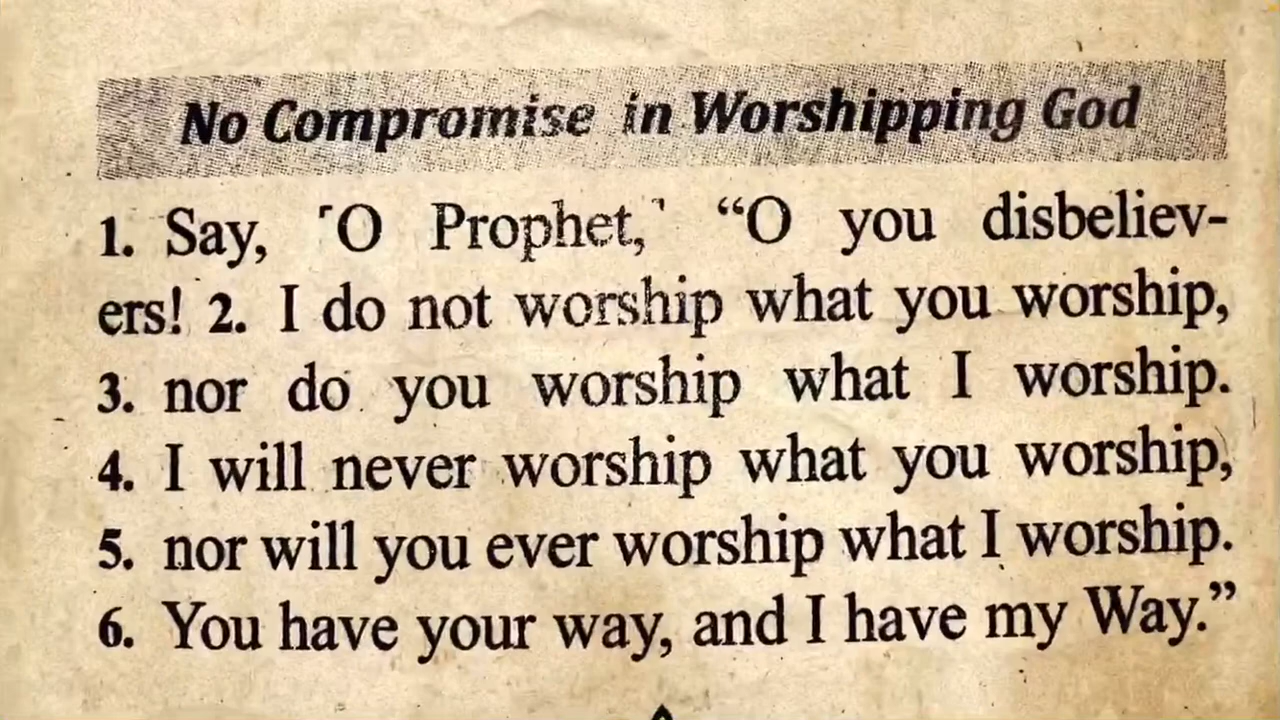 No Compromise in Worshipping God
1. Say, ˹O Prophet,˺ “O you disbeliev-
ers! 2. I do not worship what you worship,
3. nor do you worship what I worship.
4. I will never worship what you worship,
5. nor will you ever worship what I worship.
6. You have your way, and I have my Way.”